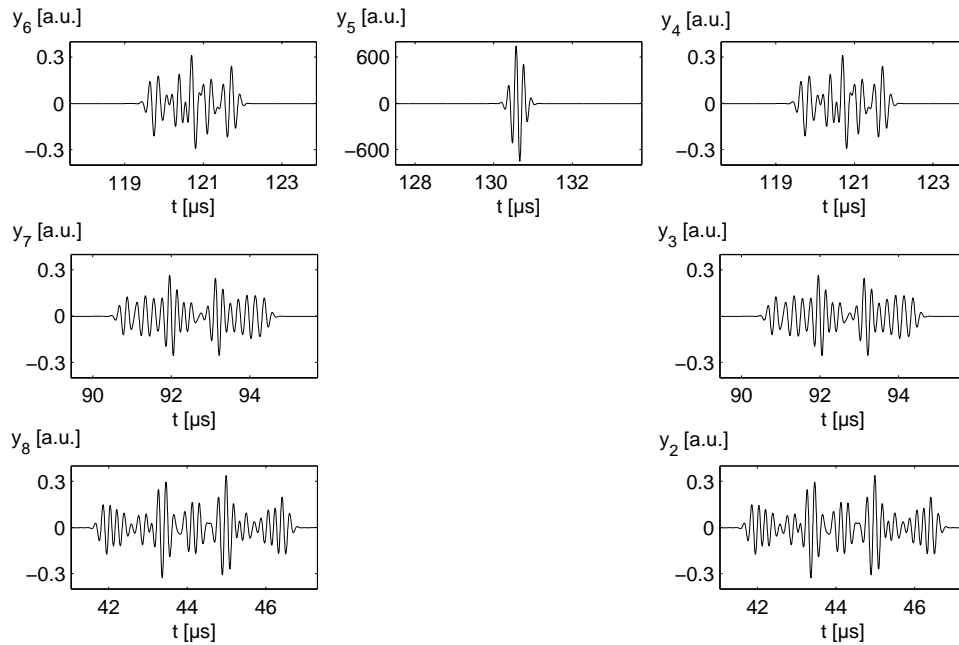 y6 [a.u.]
0.3
0
−0.3
119 121 123
t [µs]
y5 [a.u.]
600
0
−600
128 130 132
t [µs]
y4 [a.u.]
0.3
0
−0.3
119 121 123
t [µs]
y7 [a.u.]
0.3
0
−0.3
90 92 94
t [µs]
y3 [a.u.]
0.3
0
−0.3
90 92 94
t [µs]
y8 [a.u.]
0.3
0
−0.3
42 44 46
t [µs]
y2 [a.u.]
0.3
0
−0.3
42 44 46
t [µs]